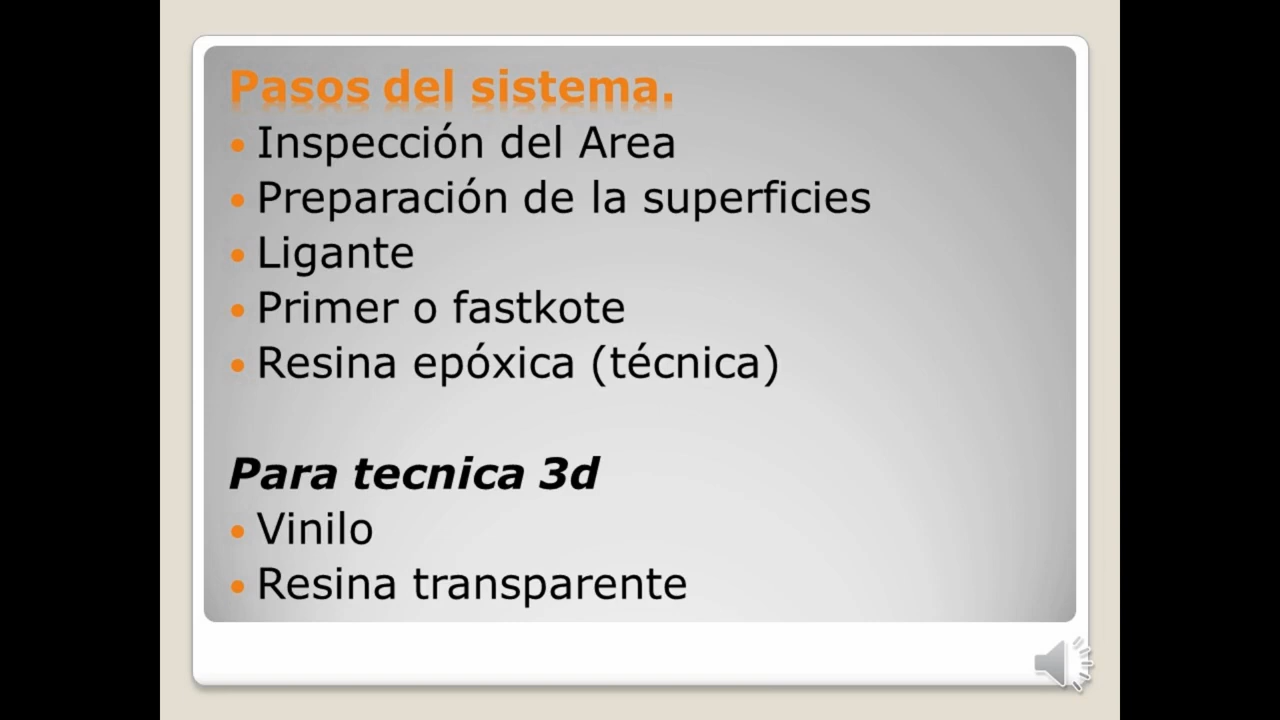 Pasos del sistema.
• Inspección del Area
• Preparación de la superficies
• Ligante
• Primer o fastkote
• Resina epóxica (técnica)
Para tecnica 3d
• Vinilo
• Resina transparente